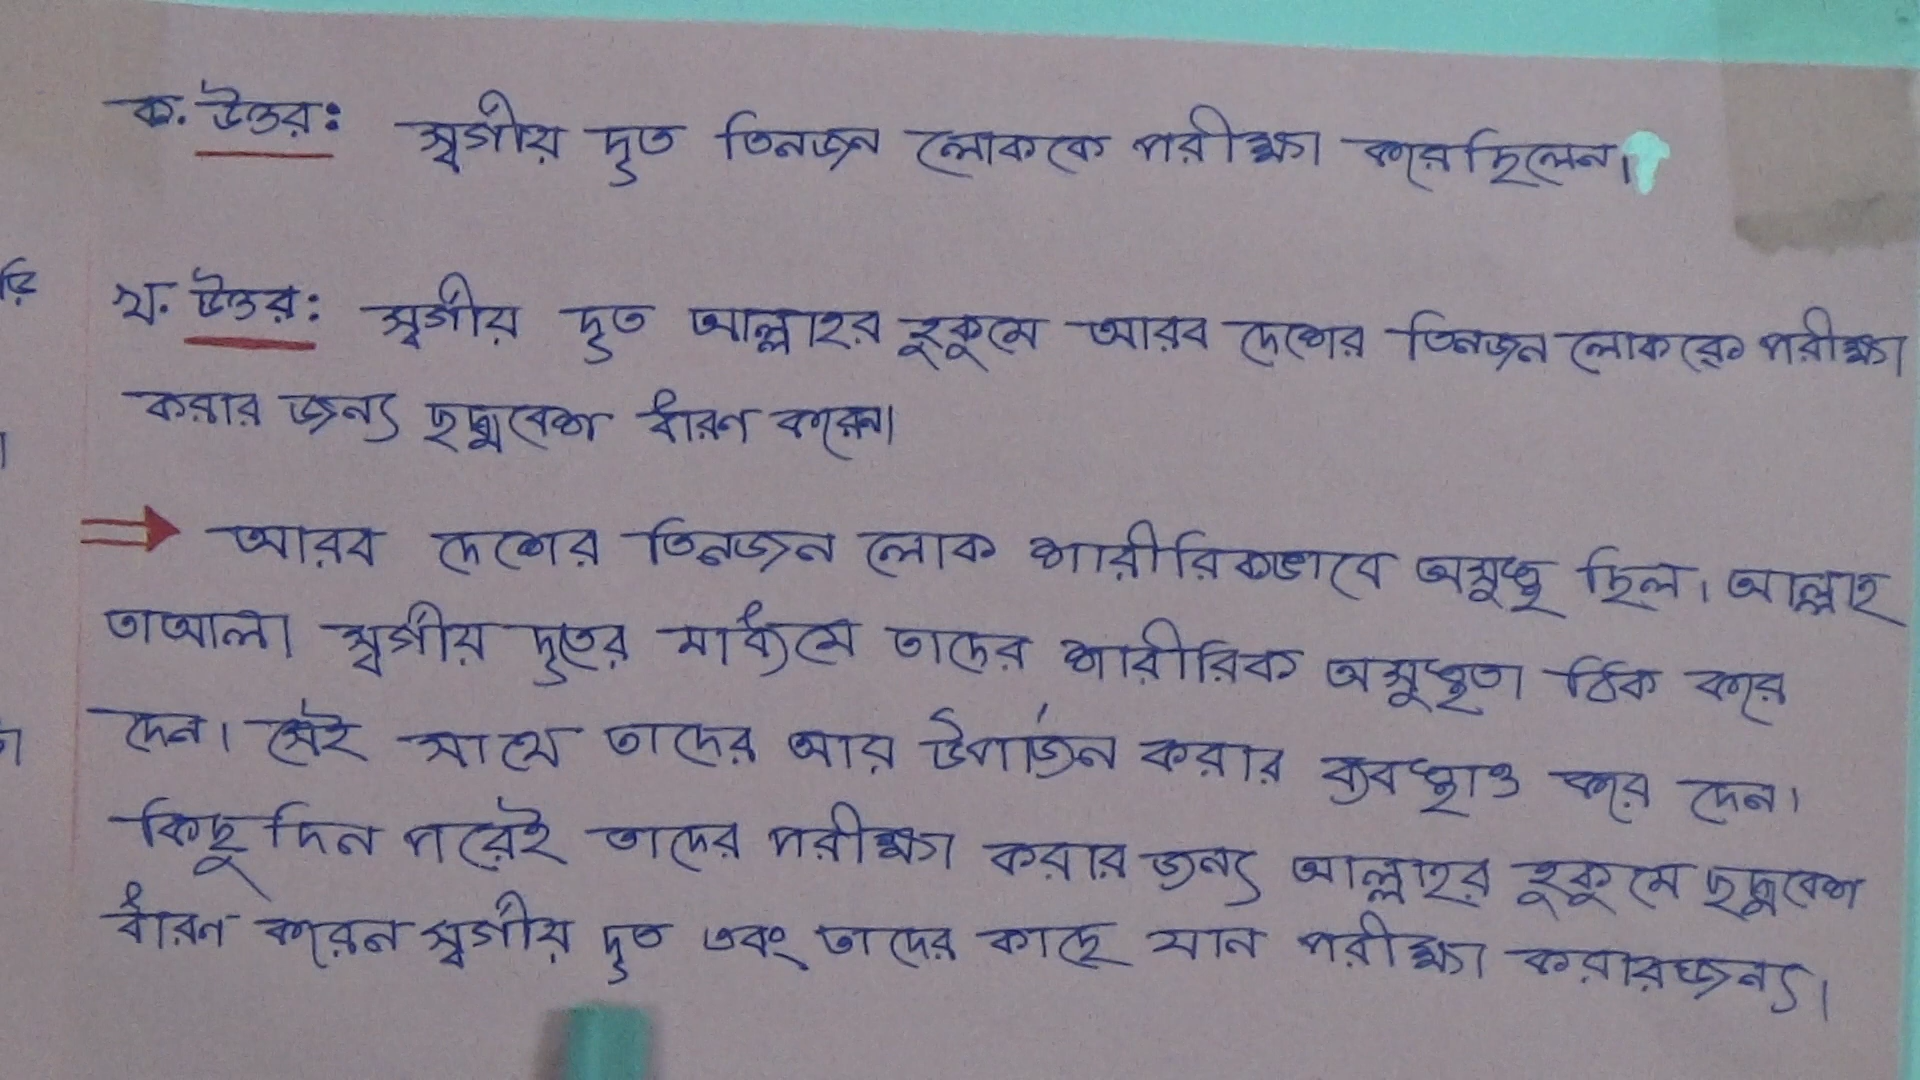 ক. উত্তর: স্বর্গীয় দূত তিনজন লোককে পরীক্ষা করেছিলেন।
খ. উত্তর: স্বর্গীয় দূত আল্লাহর হুকুমে আরব দেশের তিনজন লোককে পরীক্ষা
করার জন্য ছদ্মবেশ ধারণ করেন।
⇒ আরব দেশের তিনজন লোক শারীরিকভাবে অসুস্থ ছিল। আল্লাহ
তাআলা স্বর্গীয় দূতের মাধ্যমে তাদের শারীরিক অসুস্থতা ঠিক করে
দেন। সেই সাথে তাদের আয় উপার্জন করার ব্যবস্থাও করে দেন।
কিছু দিন পরেই তাদের পরীক্ষা করার জন্য আল্লাহর হুকুমে ছদ্মবেশ
ধারণ করেন স্বর্গীয় দূত এবং তাদের কাছে যান পরীক্ষা করার জন্য।